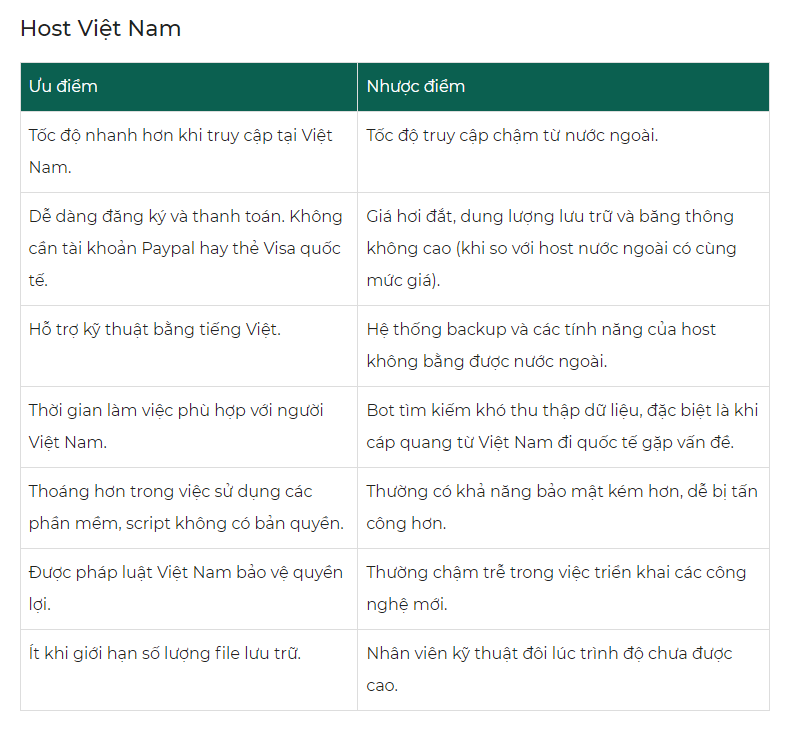 Host Việt Nam
Ưu điểm
Nhược điểm
Tốc độ nhanh hơn khi truy cập tại Việt
Nam.
Tốc độ truy cập chậm từ nước ngoài.
Dễ dàng đăng ký và thanh toán. Không
cần tài khoản Paypal hay thẻ Visa quốc
tế.
Giá hơi đắt, dung lượng lưu trữ và băng thông
không cao (khi so với host nước ngoài có cùng
mức giá).
Hỗ trợ kỹ thuật bằng tiếng Việt.
Hệ thống backup và các tính năng của host
không bằng được nước ngoài.
Thời gian làm việc phù hợp với người
Việt Nam.
Bot tìm kiếm khó thu thập dữ liệu, đặc biệt là khi
cáp quang từ Việt Nam đi quốc tế gặp vấn đề.
Thoáng hơn trong việc sử dụng các
phần mềm, script không có bản quyền.
Thường có khả năng bảo mật kém hơn, dễ bị tấn
công hơn.
Được pháp luật Việt Nam bảo vệ quyền
lợi.
Thường chậm trễ trong việc triển khai các công
nghệ mới.
Ít khi giới hạn số lượng file lưu trữ.
Nhân viên kỹ thuật đôi lúc trình độ chưa được
cao.